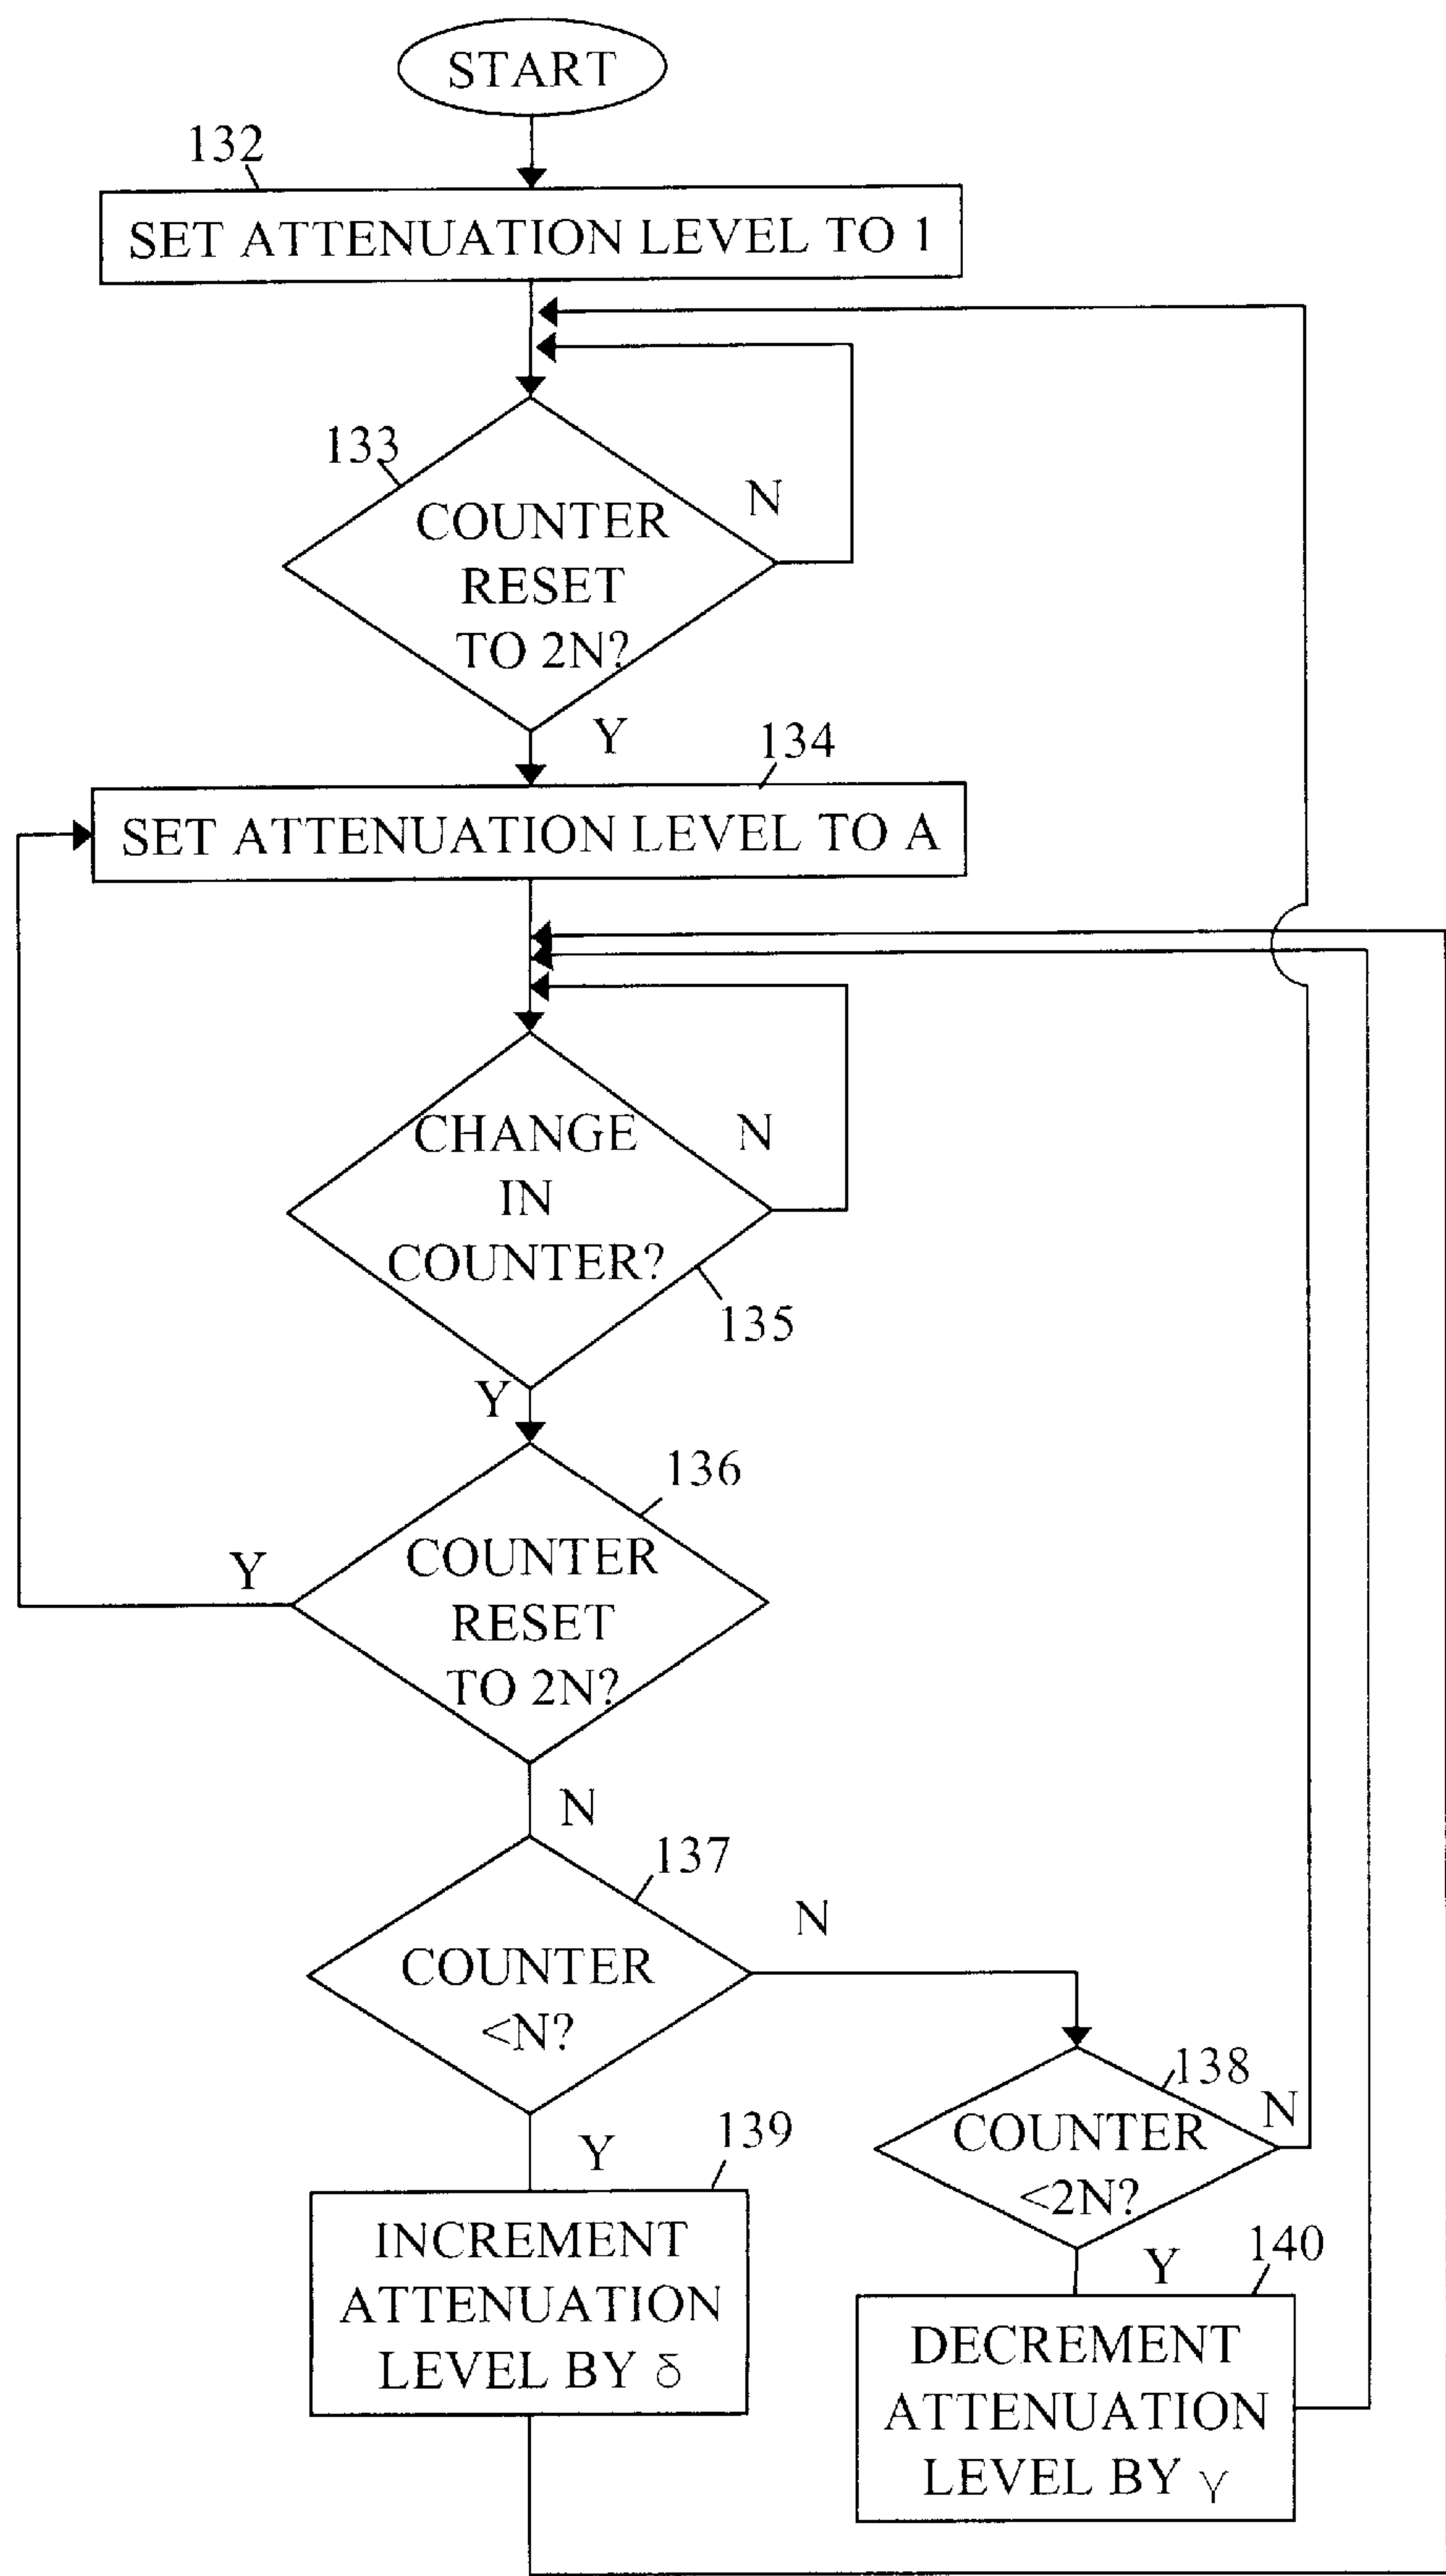 START
132
SET ATTENUATION LEVEL TO 1
133
COUNTER
RESET
TO 2N?
N
Y
134
SET ATTENUATION LEVEL TO A
CHANGE
IN
COUNTER?
N
135
Y
136
COUNTER
RESET
TO 2N?
Y
N
137
COUNTER
<N?
N
Y
138
COUNTER
<2N?
N
Y
139
INCREMENT
ATTENUATION
LEVEL BY δ
140
DECREMENT
ATTENUATION
LEVEL BY γ